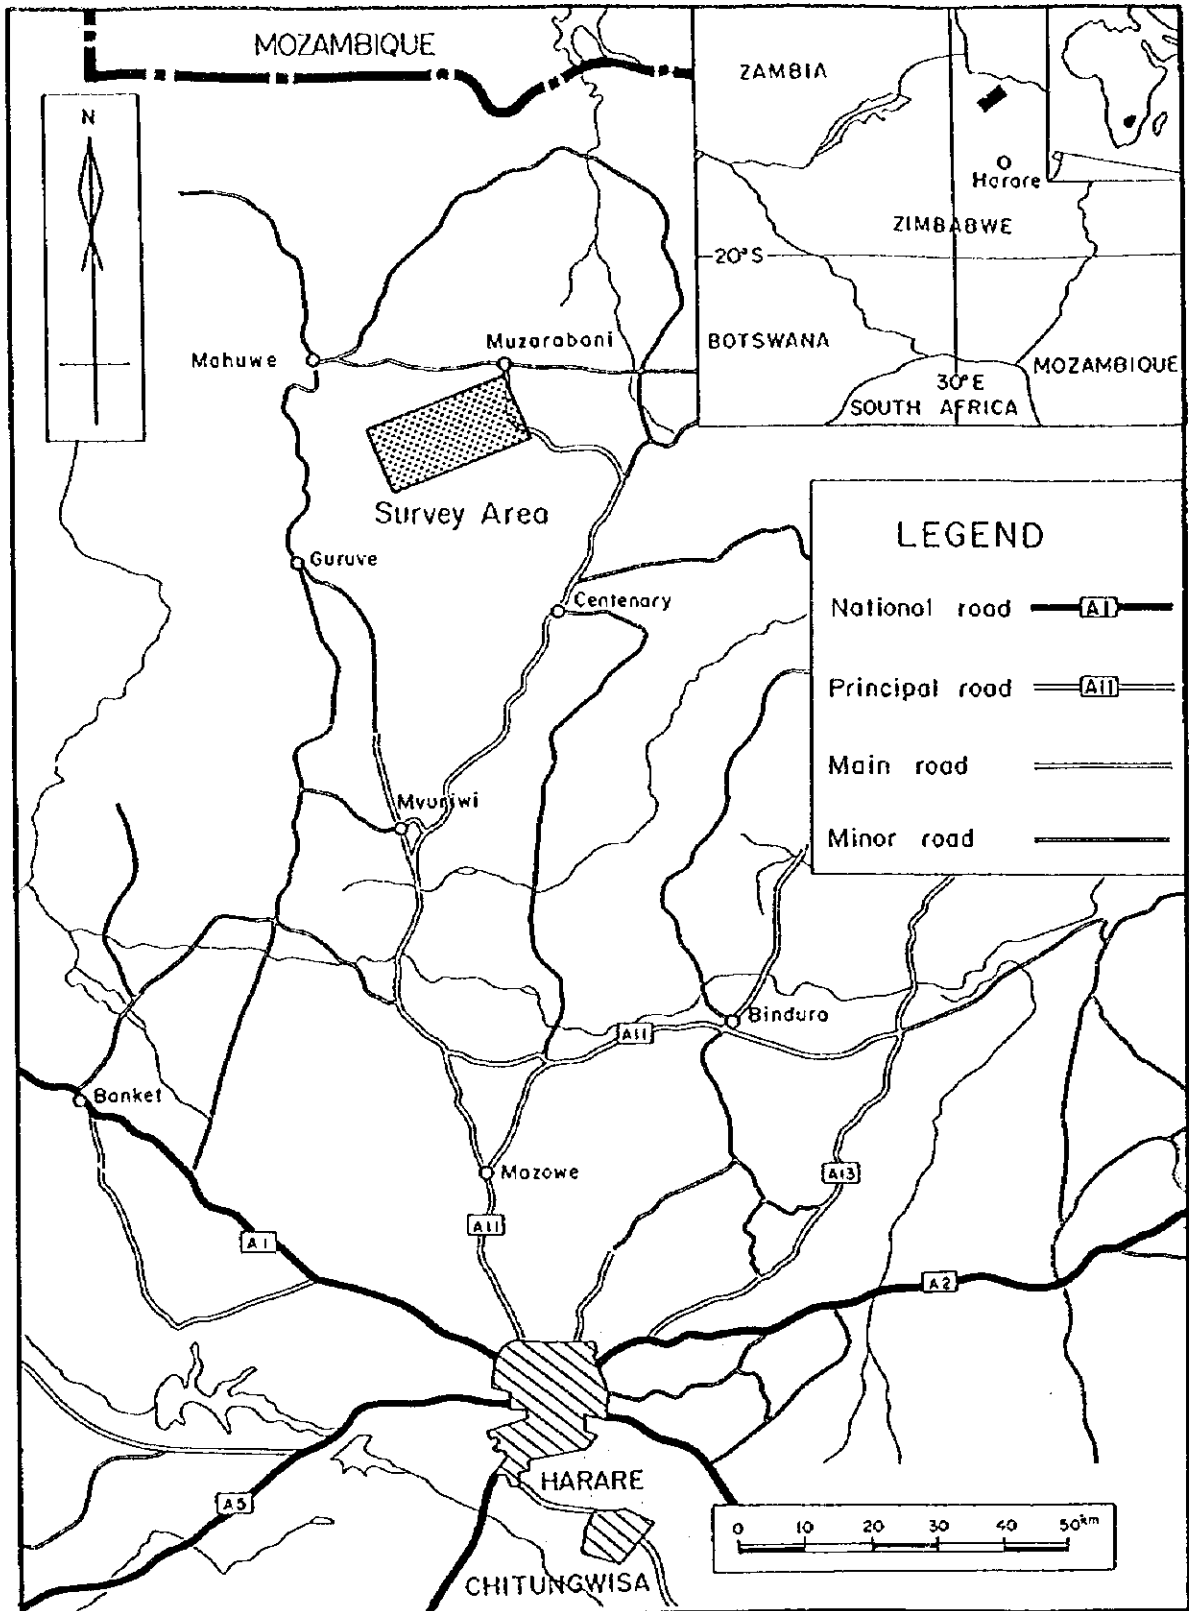 MOZAMBIQUE
N
ZAMBIA
Harare
ZIMBABWE
20°S
BOTSWANA
MOZAMBIQUE
30°E
SOUTH AFRICA
Mahuwe
Muzarabani
Survey Area
Guruve
Centenary
LEGEND
National road A1
Principal road A11
Main road
Minor road
Mvuriwi
A11
Bindura
Banket
Mazowe
A13
A11
A1
A2
HARARE
A5
0 10 20 30 40 50km
CHITUNGWISA